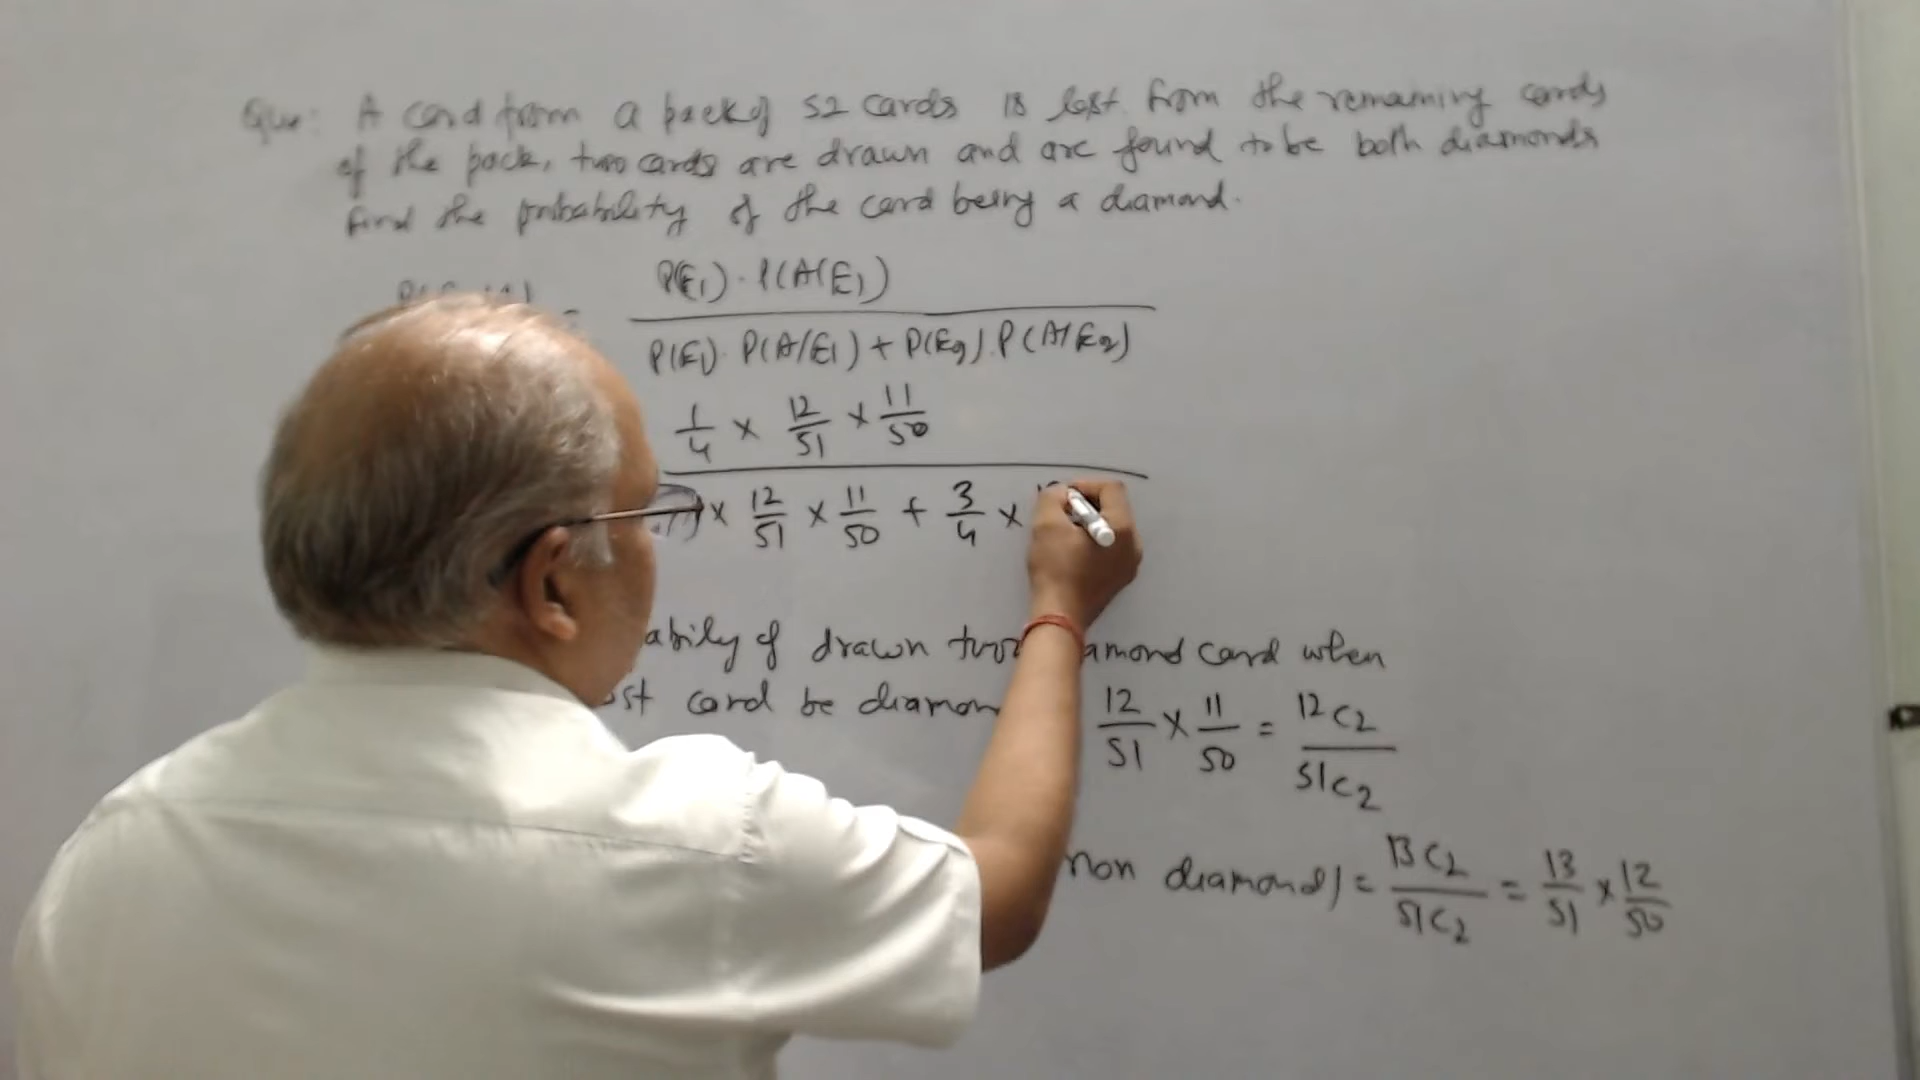 Que: A card from a pack of 52 cards is lost. From the remaining cards
of the pack, two cards are drawn and are found to be both diamonds
Find the probability of the card being a diamond.
P(E1) . P(A/E1)
P(E1) P(A/E1) + P(E2) . P(A/E2)
1/4 × 12/51 × 11/50
× 12/51 × 11/50 + 3/4 ×
ability of drawn two amond card when
ost card be diamon 12/51 × 11/50 = 12C2/51C2
non diamond) = 13C2/51C2 = 13/51 × 12/50